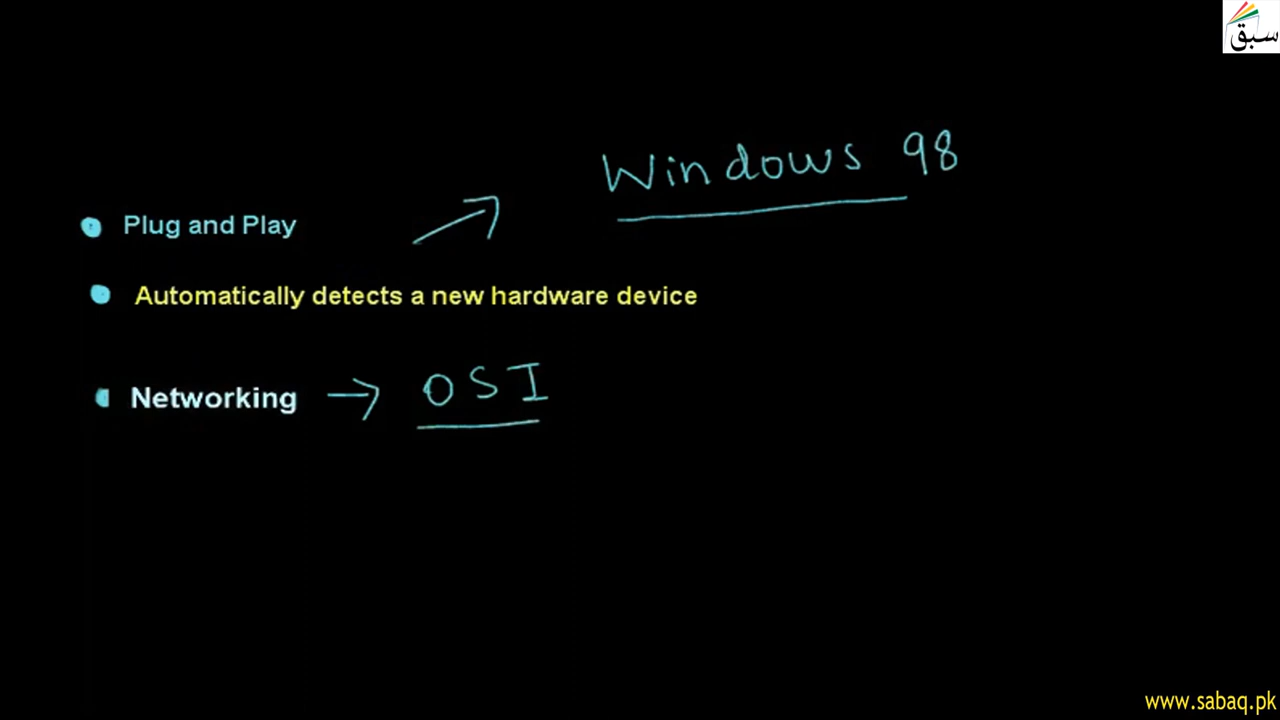 سبق
Windows 98
Plug and Play
Automatically detects a new hardware device
Networking → OSI
www.sabaq.pk